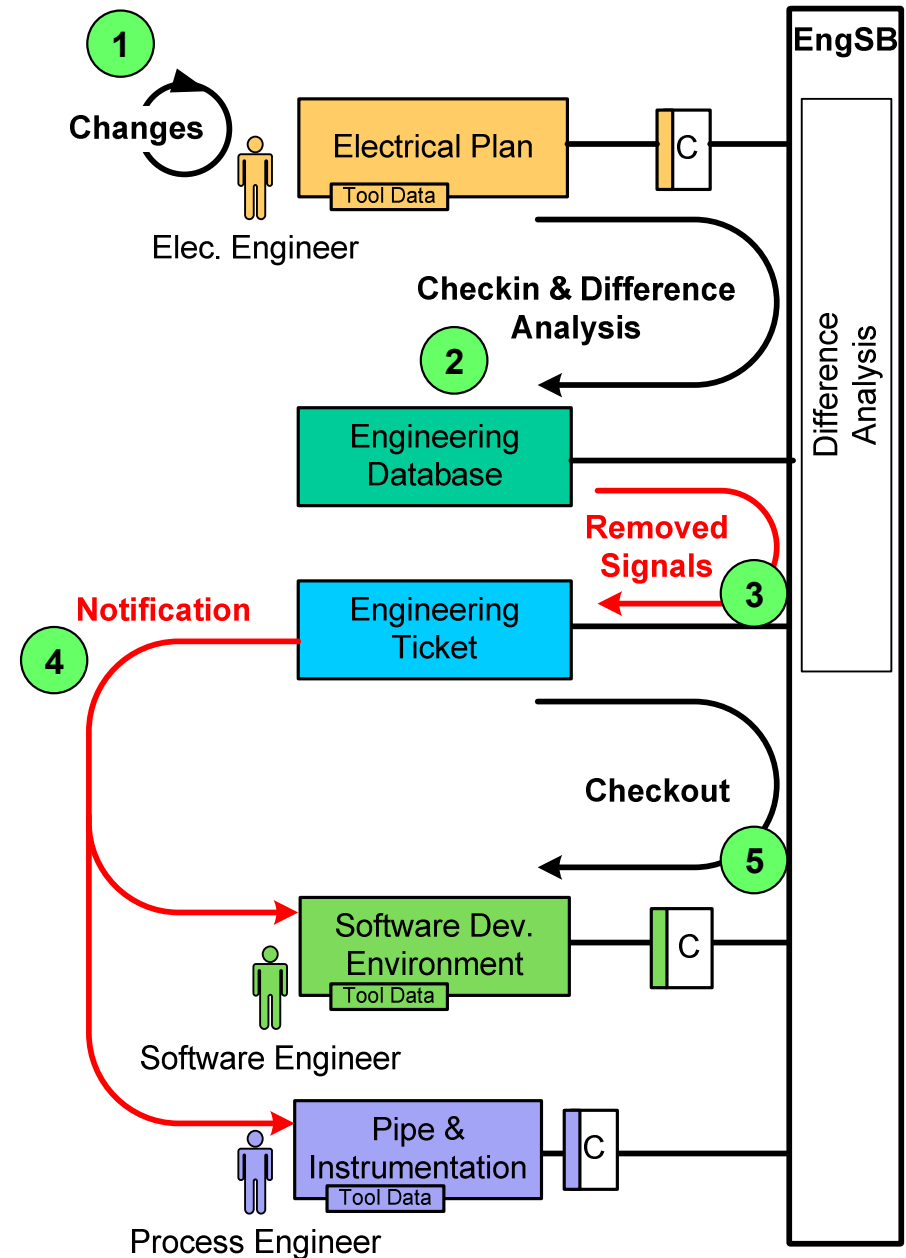 1
EngSB
Changes
Electrical Plan
C
Tool Data
Elec. Engineer
Checkin & Difference
Analysis
2
Difference
Analysis
Engineering
Database
Removed
Signals
3
Notification
4
Engineering
Ticket
Checkout
5
Software Dev.
Environment
C
Tool Data
Software Engineer
Pipe &
Instrumentation
C
Tool Data
Process Engineer